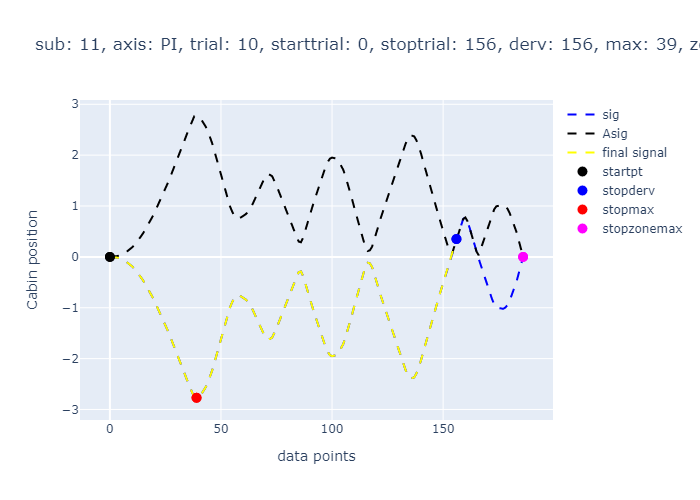 sub: 11, axis: PI, trial: 10, starttrial: 0, stoptrial: 156, derv: 156, max: 39, z
3
2
1
0
−1
−2
−3
0
50
100
150
Cabin position
data points
sig
Asig
final signal
startpt
stopderv
stopmax
stopzonemax